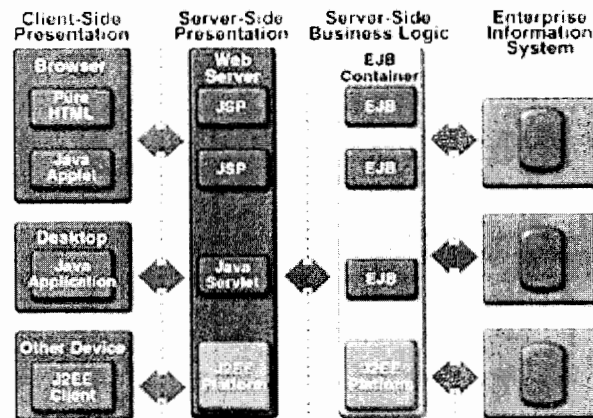 Client-Side
Presentation
Server-Side
Presentation
Server-Side
Business Logic
Enterprise
Information
System
Browser
Pure
HTML
Java
Applet
Desktop
Java
Application
Other Device
J2EE
Client
Web
Server
JSP
JSP
Java
Servlet
J2EE
Platform
EJB
Container
EJB
EJB
EJB
J2EE
Platform